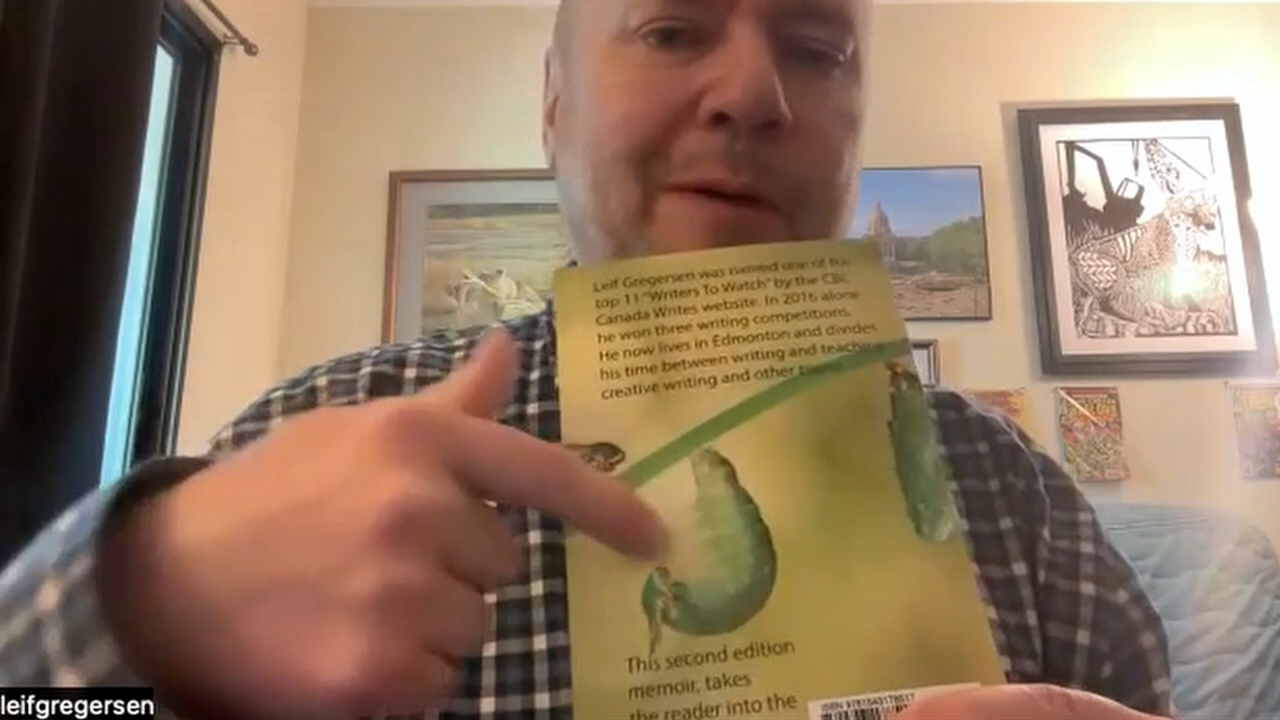 Leif Gregersen was named one of
top 11 "Writers To Watch" by the CBC
Canada Writes website. In 2016 alone
he won three writing competitions.
He now lives in Edmonton and divides
his time between writing and teaching
creative writing and other
This second edition
memoir, takes
the reader into the
leifgregersen